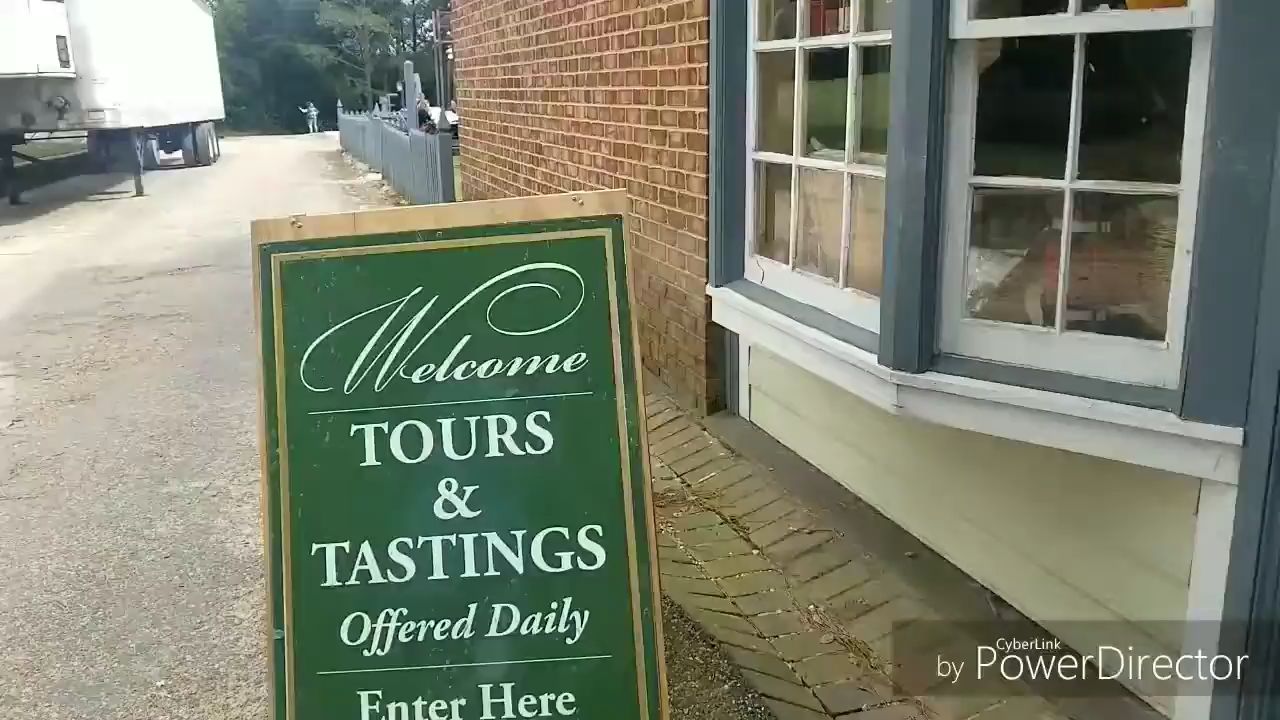 Welcome
TOURS
&
TASTINGS
Offered Daily
Enter Here
CyberLink
by PowerDirector